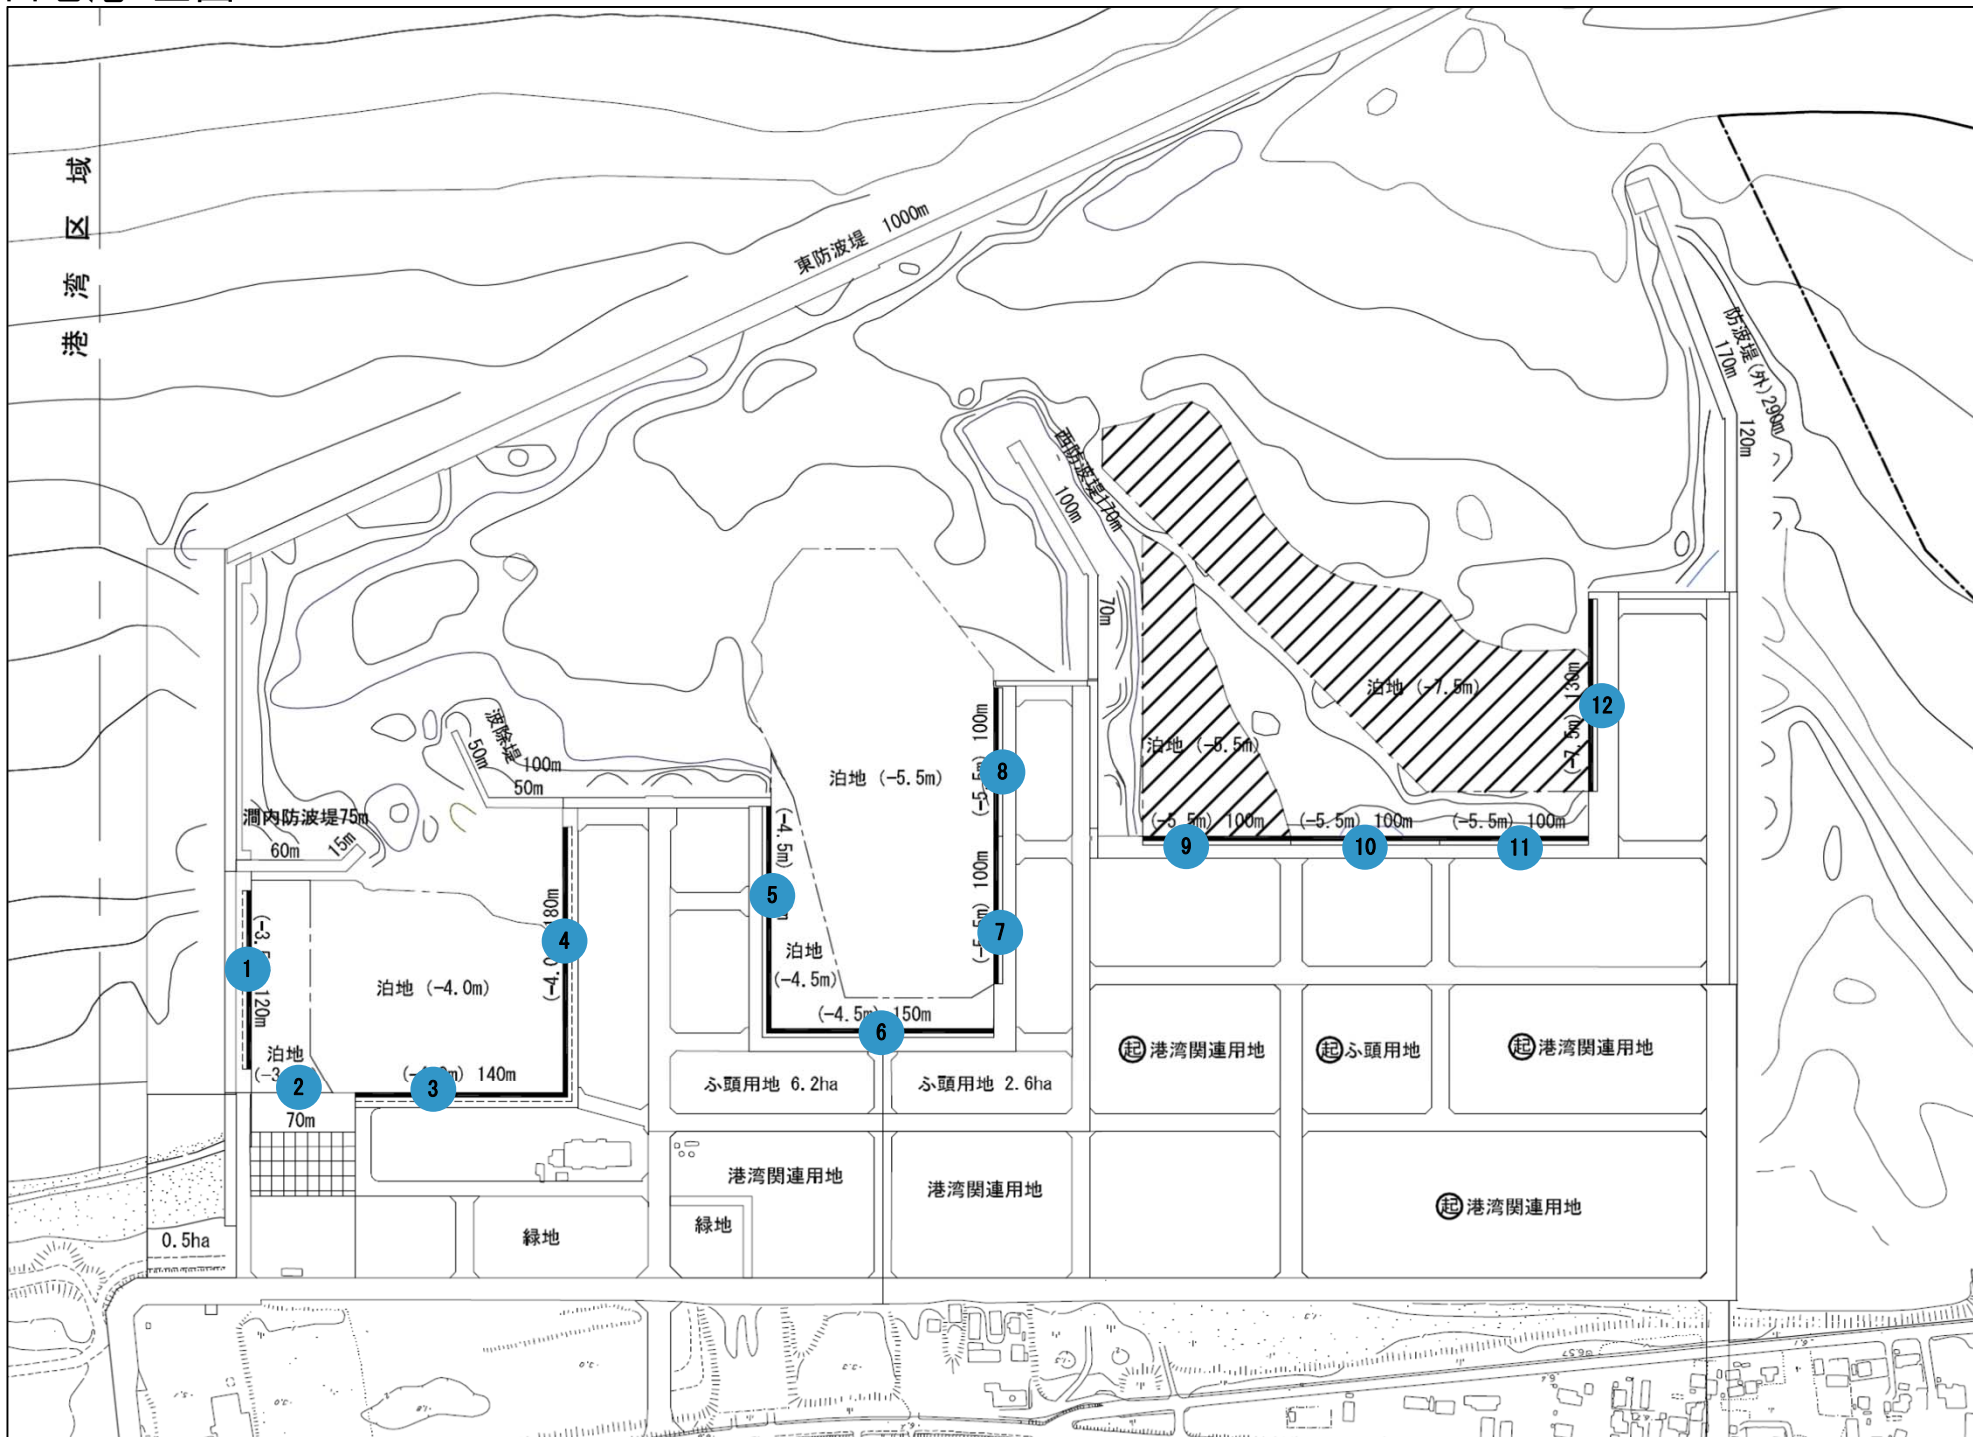 港湾区域
東防波堤 1000m
防波堤(外)290m
170m
120m
西防波堤170m
100m
70m
波除堤 100m
50m
50m
澗内防波堤75m
60m
15m
泊地 (-5.5m)
泊地 (-7.5m)
泊地 (-5.5m)
(-7.5m) 130m
12
(-5.5m) 100m
8
(-5.5m) 100m
7
(-4.5m)
5
泊地
(-4.5m)
(-4.5m) 150m
6
(-5.5m) 100m
9
(-5.5m) 100m
10
(-5.5m) 100m
11
120m
1
泊地 (-4.0m)
180m
4
泊地
2
70m
140m
3
ふ頭用地 6.2ha
ふ頭用地 2.6ha
起 港湾関連用地
起 ふ頭用地
起 港湾関連用地
港湾関連用地
港湾関連用地
起 港湾関連用地
緑地
緑地
0.5ha